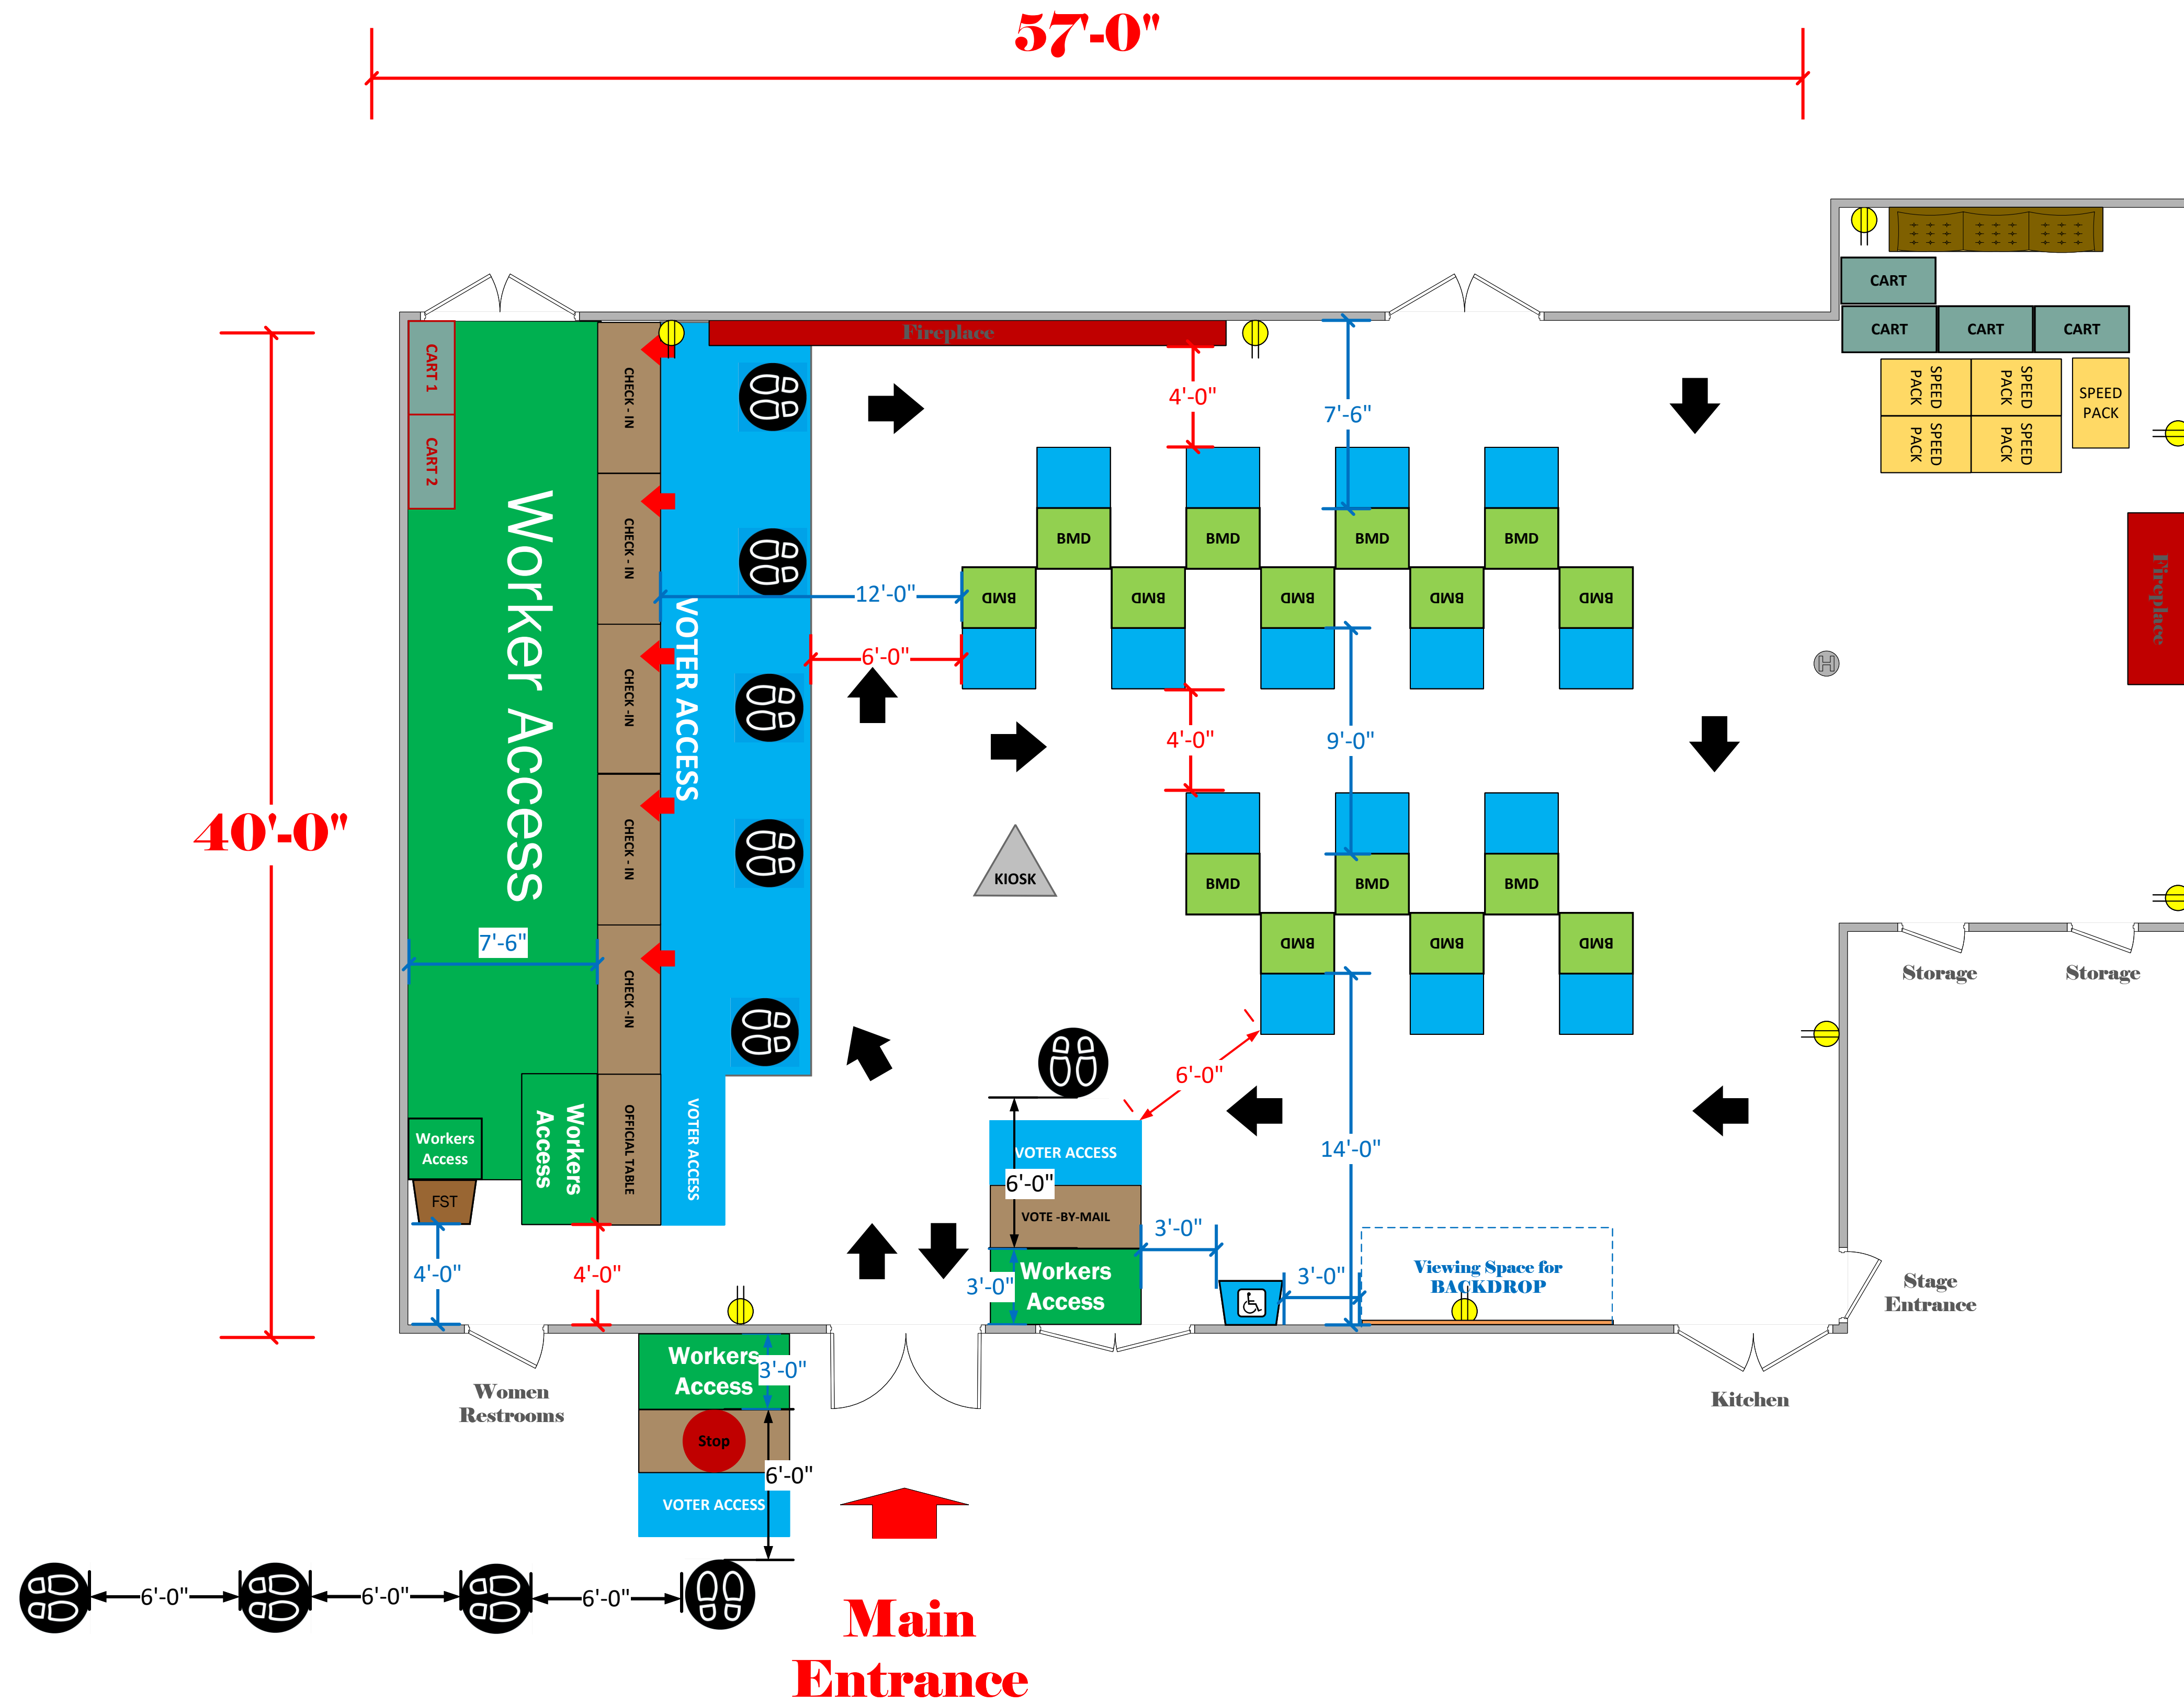 57'-0"
CART
CART
CART
CART
Fireplace
CART 1
CHECK - IN
4'-0"
7'-6"
SPEED
PACK
SPEED
PACK
SPEED
PACK
CART 2
SPEED
PACK
SPEED
PACK
Worker Access
CHECK - IN
BMD
BMD
BMD
BMD
12'-0"
BMD
BMD
BMD
BMD
BMD
Fireplace
VOTER ACCESS
6'-0"
H
CHECK -IN
4'-0"
9'-0"
40'-0"
CHECK - IN
KIOSK
BMD
BMD
BMD
7'-6"
BMD
BMD
BMD
CHECK -IN
Storage
Storage
6'-0"
Workers
Access
Workers
Access
OFFICIAL TABLE
VOTER ACCESS
VOTER ACCESS
14'-0"
6'-0"
FST
VOTE -BY-MAIL
3'-0"
4'-0"
4'-0"
3'-0"
Workers
Access
3'-0"
Viewing Space for
BACKDROP
Stage
Entrance
Workers
Access
3'-0"
Women
Restrooms
Kitchen
Stop
6'-0"
VOTER ACCESS
6'-0"
6'-0"
6'-0"
Main
Entrance